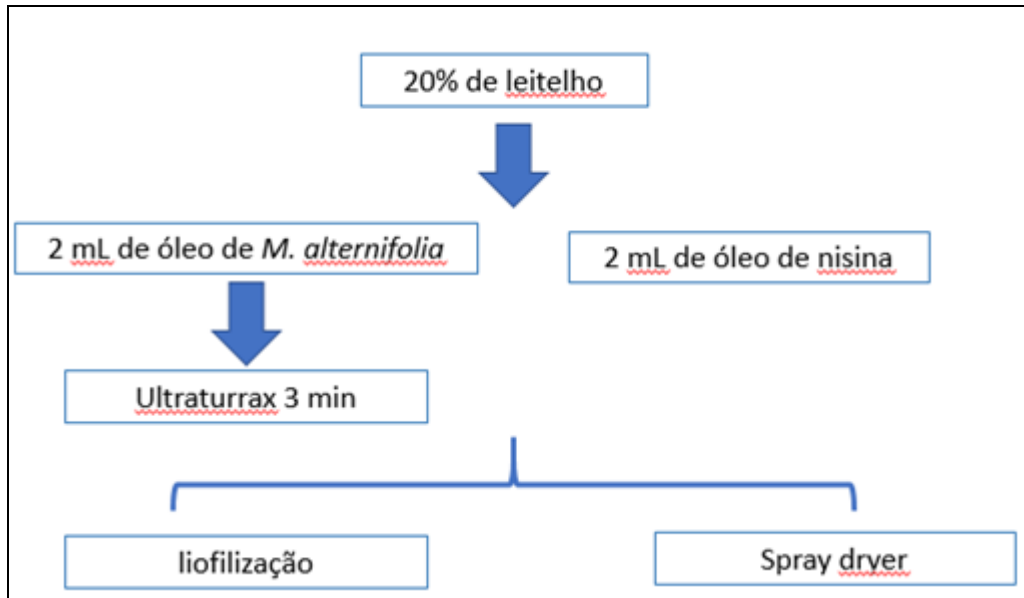 20% de leitelho
2 mL de óleo de M. alternifolia
2 mL de óleo de nisina
Ultraturrax 3 min
liofilização
Spray dryer